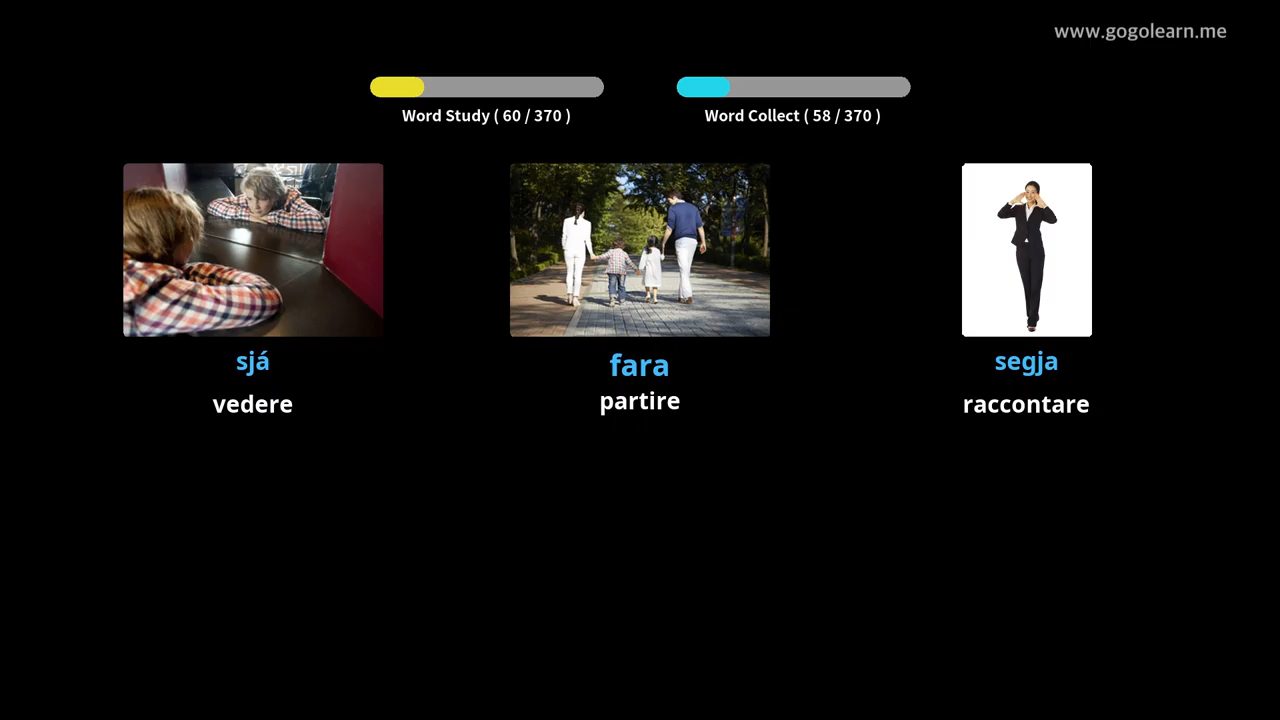 www.gogolearn.me
Word Study ( 60 / 370 )
Word Collect ( 58 / 370 )
sjá
fara
segja
vedere
partire
raccontare